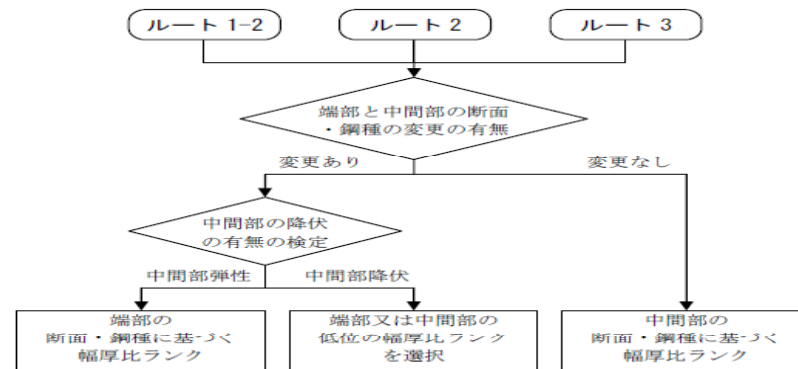 ルート 1-2
ルート 2
ルート 3
端部と中間部の断面
・鋼種の変更の有無
変更あり
変更なし
中間部の降伏
の有無の検定
中間部弾性
中間部降伏
端部の
断面・鋼種に基づく
幅厚比ランク
端部又は中間部の
低位の幅厚比ランク
を選択
中間部の
断面・鋼種に基づく
幅厚比ランク